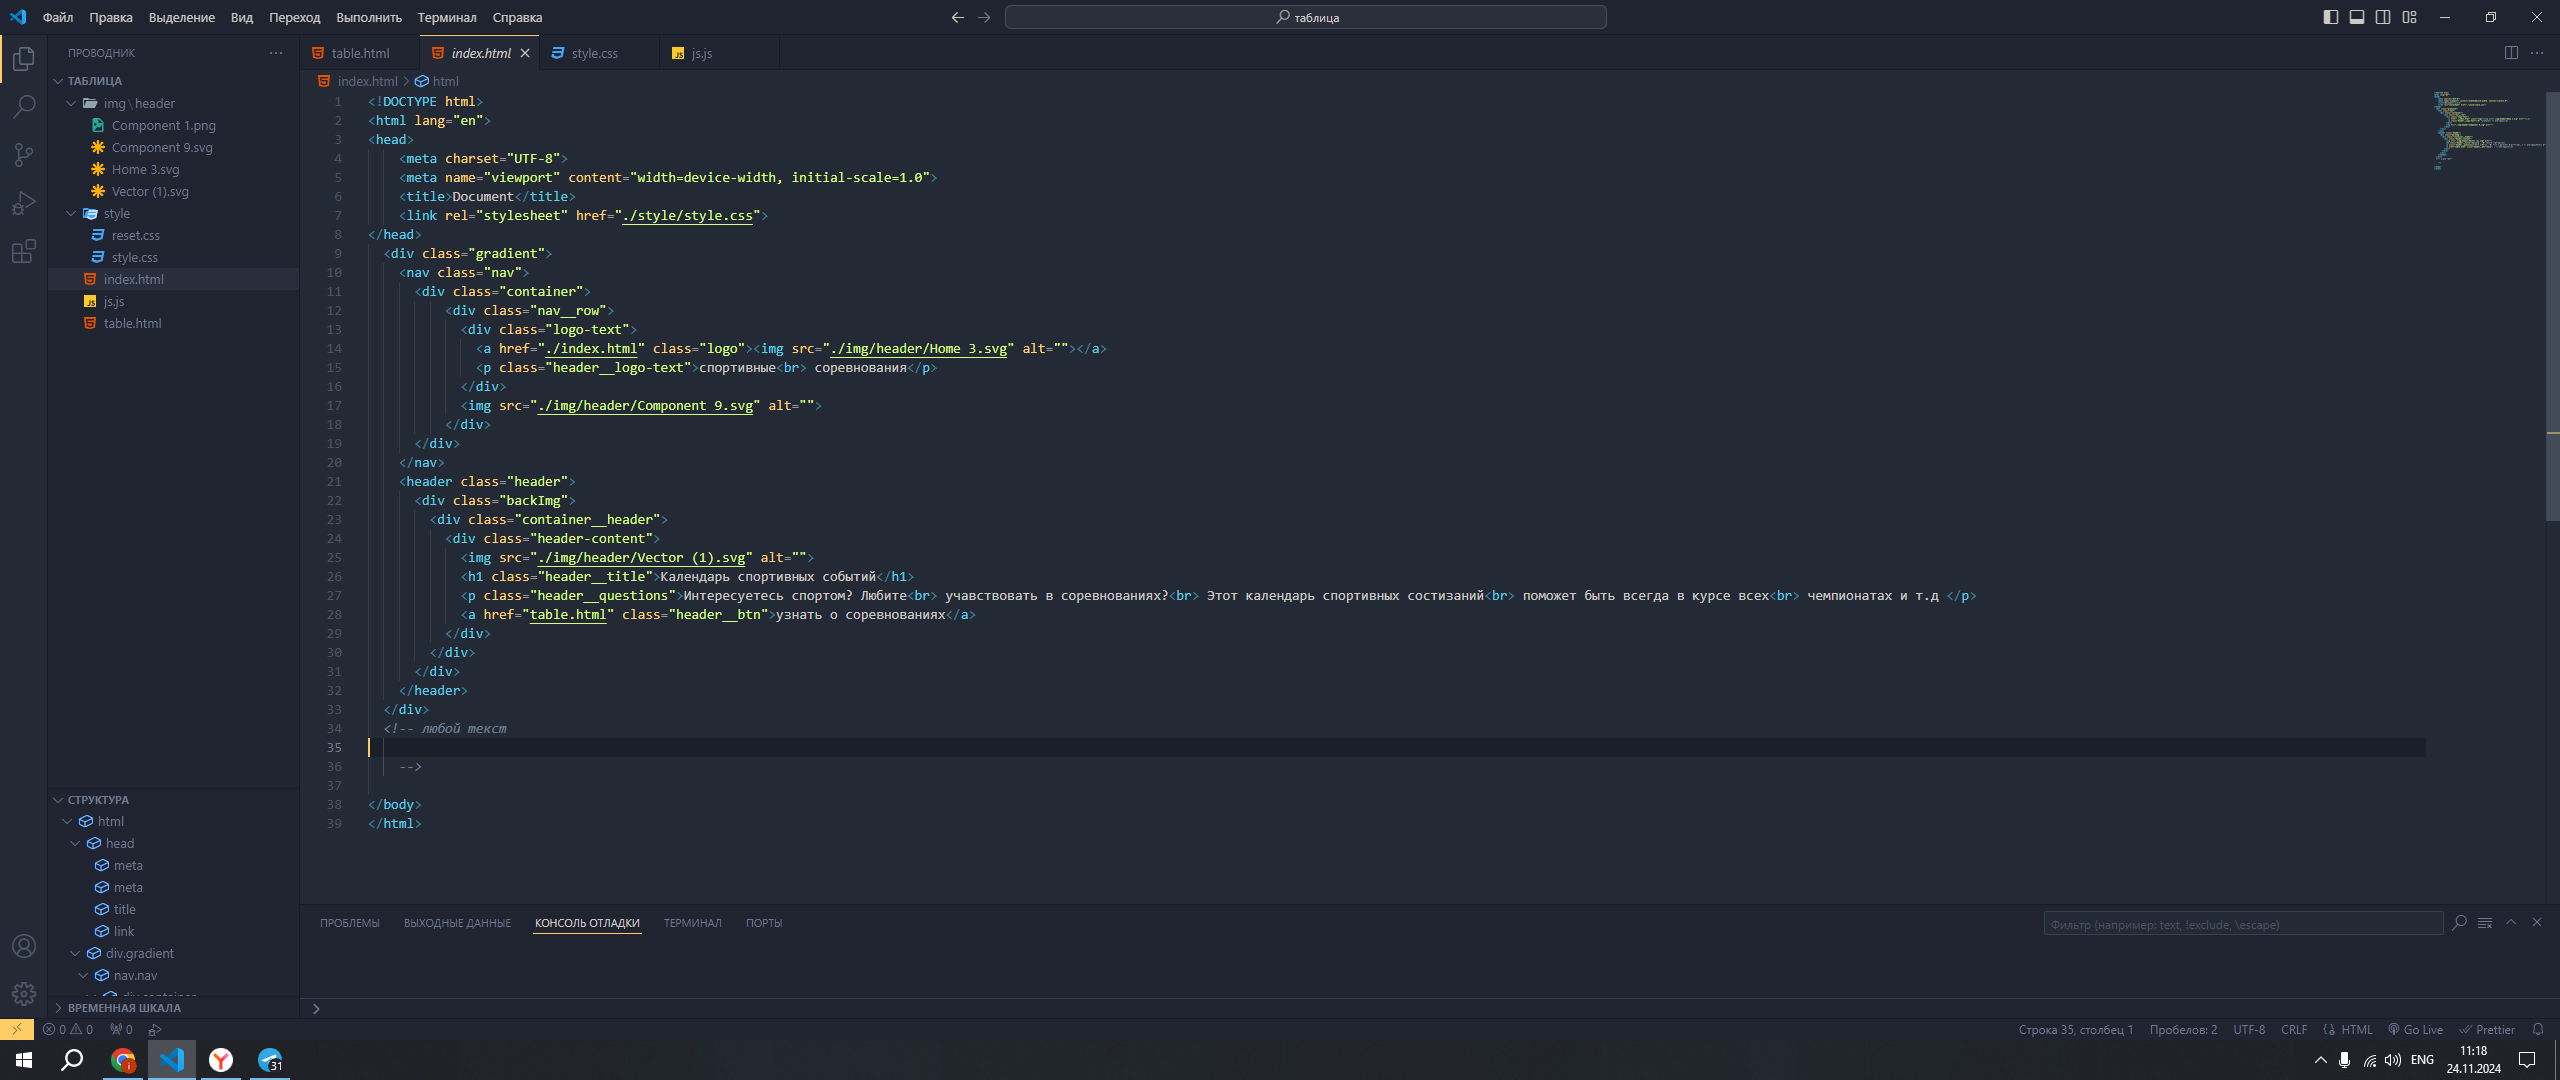 Файл Правка Выделение Вид Переход Выполнить Терминал Справка
таблица
ПРОВОДНИК
table.html index.html style.css js.js
ТАБЛИЦА
img\header
Component 1.png
Component 9.svg
Home 3.svg
Vector (1).svg
style
reset.css
style.css
index.html
js.js
table.html
СТРУКТУРА
html
head
meta
meta
title
link
div.gradient
nav.nav
div.container
ВРЕМЕННАЯ ШКАЛА
index.html > html
1 <!DOCTYPE html>
2 <html lang="en">
3 <head>
4 <meta charset="UTF-8">
5 <meta name="viewport" content="width=device-width, initial-scale=1.0">
6 <title>Document</title>
7 <link rel="stylesheet" href="./style/style.css">
8 </head>
9 <div class="gradient">
10 <nav class="nav">
11 <div class="container">
12 <div class="nav__row">
13 <div class="logo-text">
14 <a href="./index.html" class="logo"><img src="./img/header/Home 3.svg" alt=""></a>
15 <p class="header__logo-text">спортивные<br> соревнования</p>
16 </div>
17 <img src="./img/header/Component 9.svg" alt="">
18 </div>
19 </div>
20 </nav>
21 <header class="header">
22 <div class="backImg">
23 <div class="container__header">
24 <div class="header-content">
25 <img src="./img/header/Vector (1).svg" alt="">
26 <h1 class="header__title">Календарь спортивных событий</h1>
27 <p class="header__questions">Интересуетесь спортом? Любите<br> учавствовать в соревнованиях?<br> Этот календарь спортивных состизаний<br> поможет быть всегда в курсе всех<br> чемпионатах и т.д </p>
28 <a href="table.html" class="header__btn">узнать о соревнованиях</a>
29 </div>
30 </div>
31 </div>
32 </header>
33 </div>
34 <!-- любой текст
35
36 -->
37
38 </body>
39 </html>
ПРОБЛЕМЫ ВЫХОДНЫЕ ДАННЫЕ КОНСОЛЬ ОТЛАДКИ ТЕРМИНАЛ ПОРТЫ
Фильтр (например: text, !exclude, \escape)
0 0 0
Строка 35, столбец 1 Пробелов: 2 UTF-8 CRLF HTML Go Live Prettier
31
ENG
11:18
24.11.2024